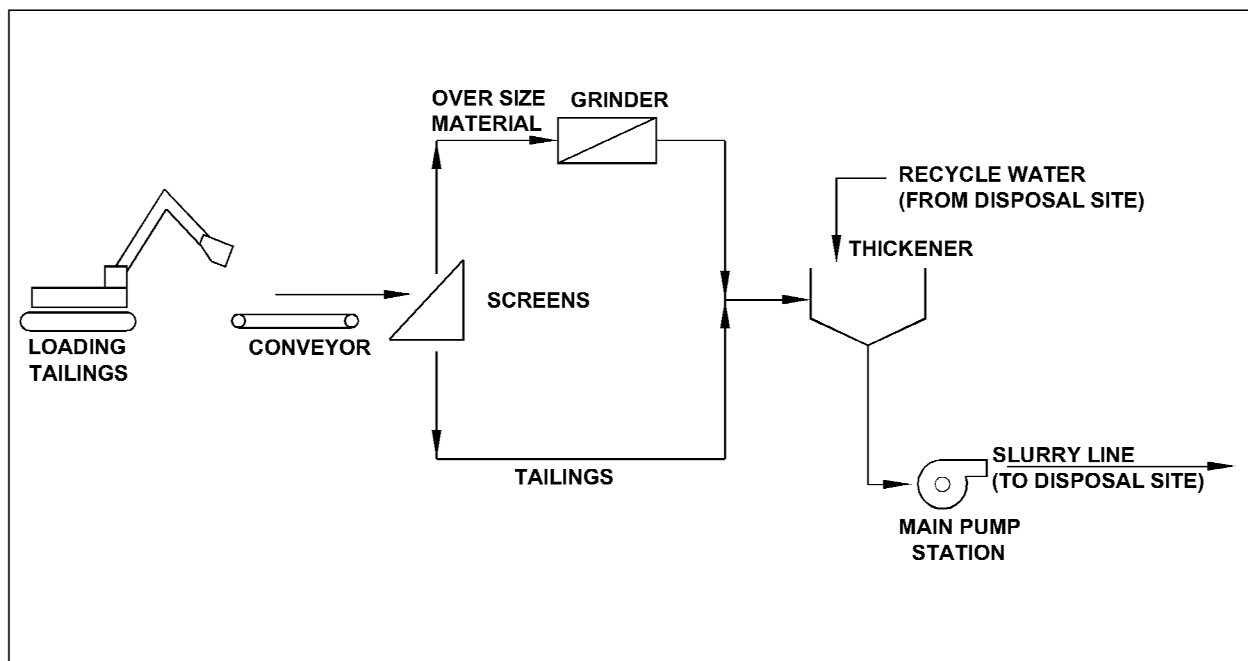 OVER SIZE
MATERIAL
GRINDER
RECYCLE WATER
(FROM DISPOSAL SITE)
THICKENER
SCREENS
LOADING
TAILINGS
CONVEYOR
TAILINGS
SLURRY LINE
(TO DISPOSAL SITE)
MAIN PUMP
STATION